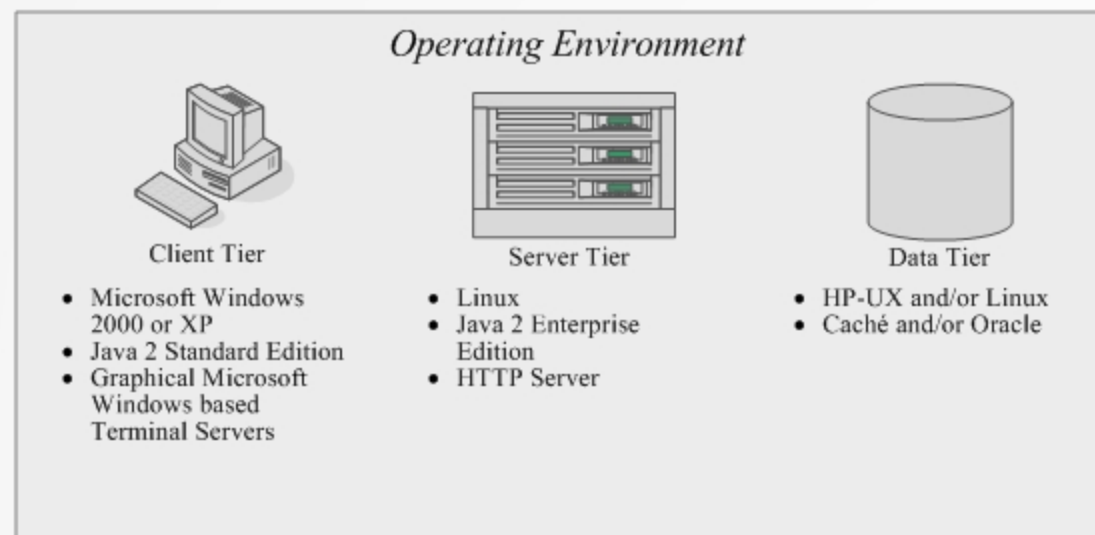 Operating Environment
Client Tier
• Microsoft Windows
2000 or XP
• Java 2 Standard Edition
• Graphical Microsoft
Windows based
Terminal Servers
Server Tier
• Linux
• Java 2 Enterprise
Edition
• HTTP Server
Data Tier
• HP-UX and/or Linux
• Caché and/or Oracle